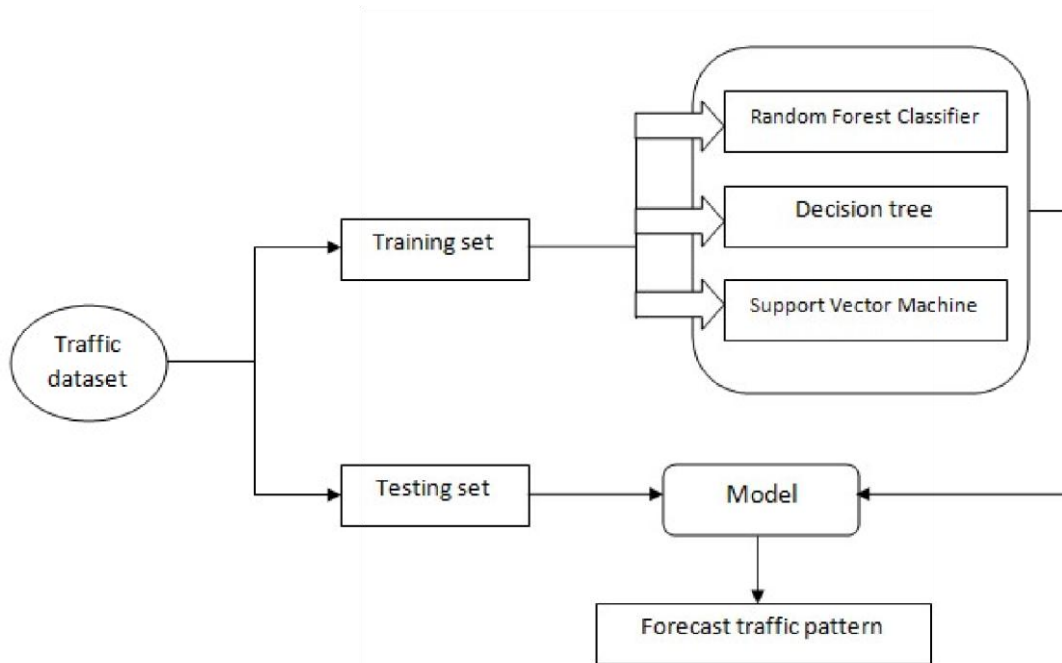 Random Forest Classifier
Decision tree
Training set
Support Vector Machine
Traffic
dataset
Testing set
Model
Forecast traffic pattern